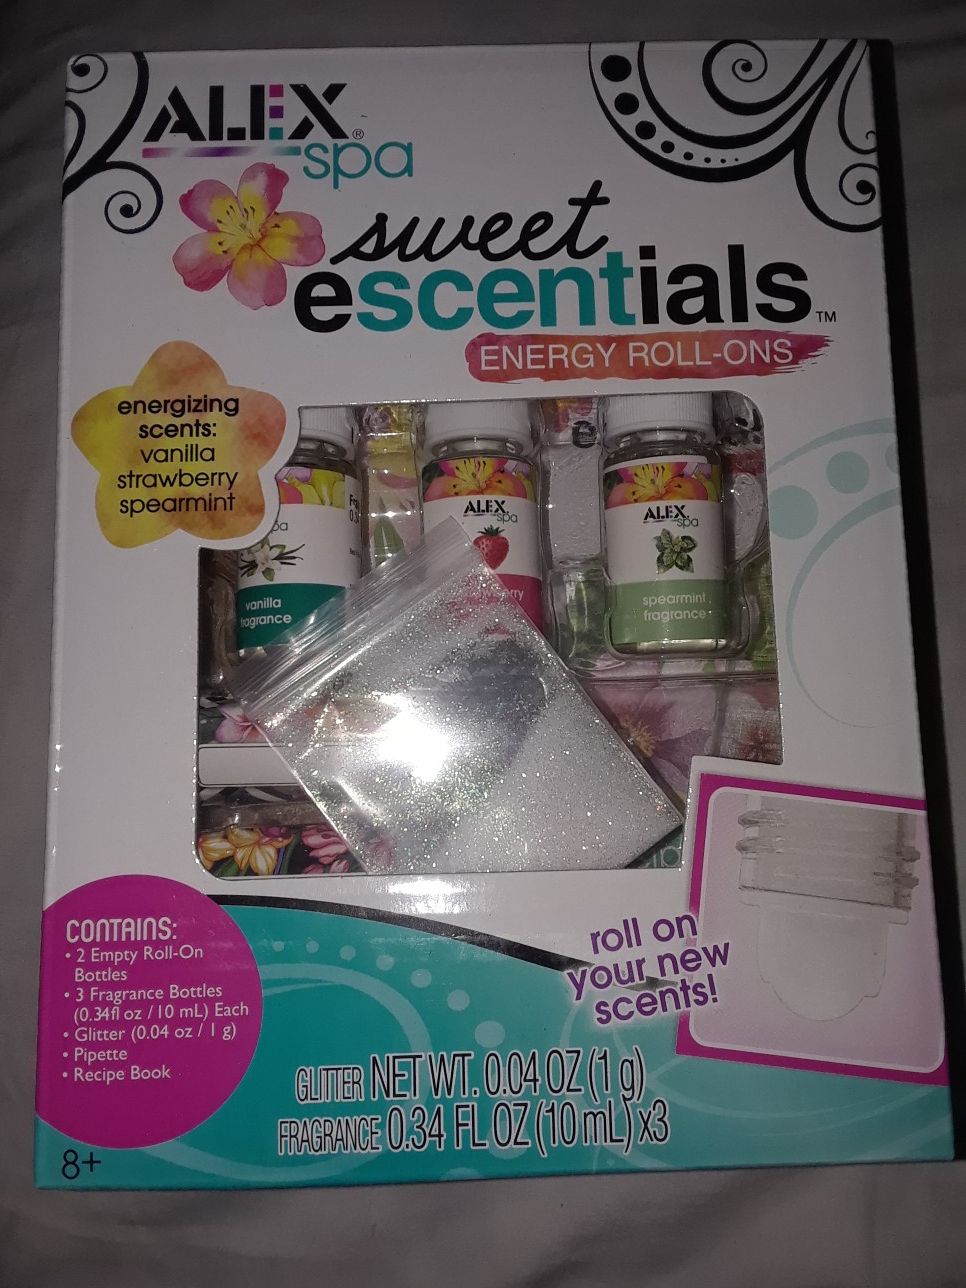 ALEX®
spa
sweet
escentials™
ENERGY ROLL-ONS
energizing
scents:
vanilla
strawberry
spearmint
spa
vanilla
fragrance
ALEX
spa
ALEX
spa
spearmint
fragrance
roll on
your new
scents!
CONTAINS:
• 2 Empty Roll-On
Bottles
• 3 Fragrance Bottles
(0.34fl oz / 10 mL) Each
• Glitter (0.04 oz / 1 g)
• Pipette
• Recipe Book
GLITTER NET WT. 0.04 OZ (1 g)
FRAGRANCE 0.34 FL OZ (10 mL) x3
8+